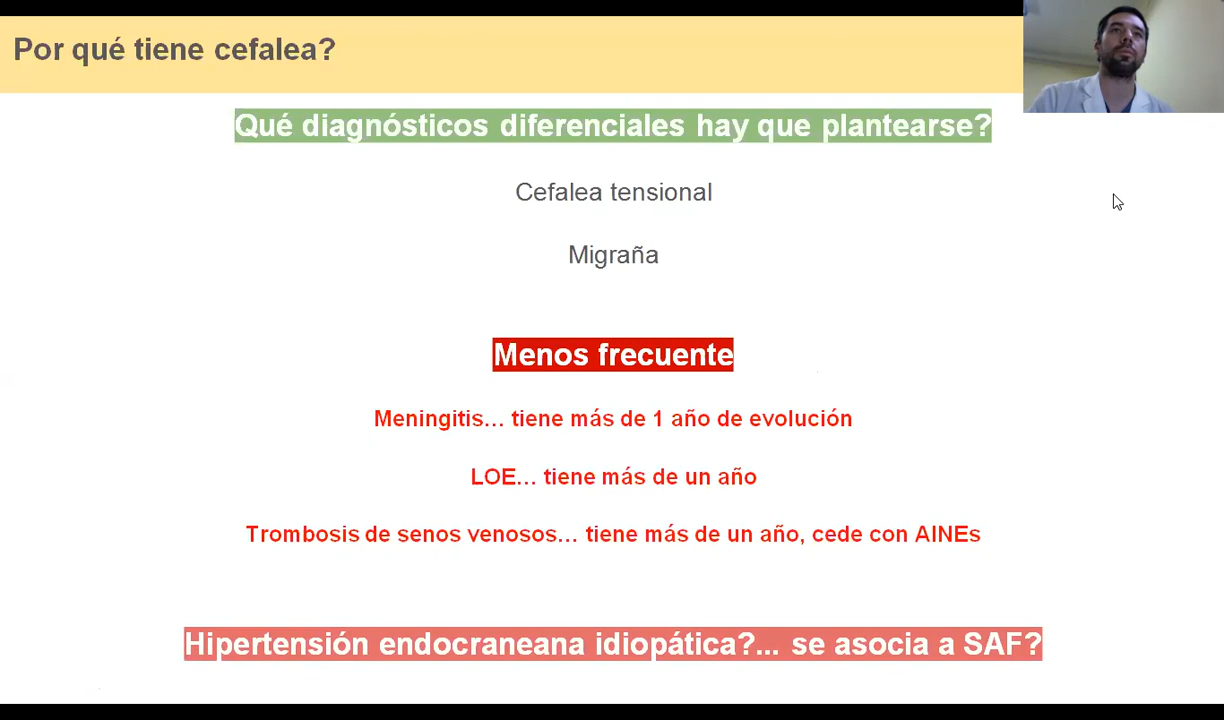 Por qué tiene cefalea?
Qué diagnósticos diferenciales hay que plantearse?
Cefalea tensional
Migraña
Menos frecuente
Meningitis... tiene más de 1 año de evolución
LOE... tiene más de un año
Trombosis de senos venosos... tiene más de un año, cede con AINEs
Hipertensión endocraneana idiopática?... se asocia a SAF?